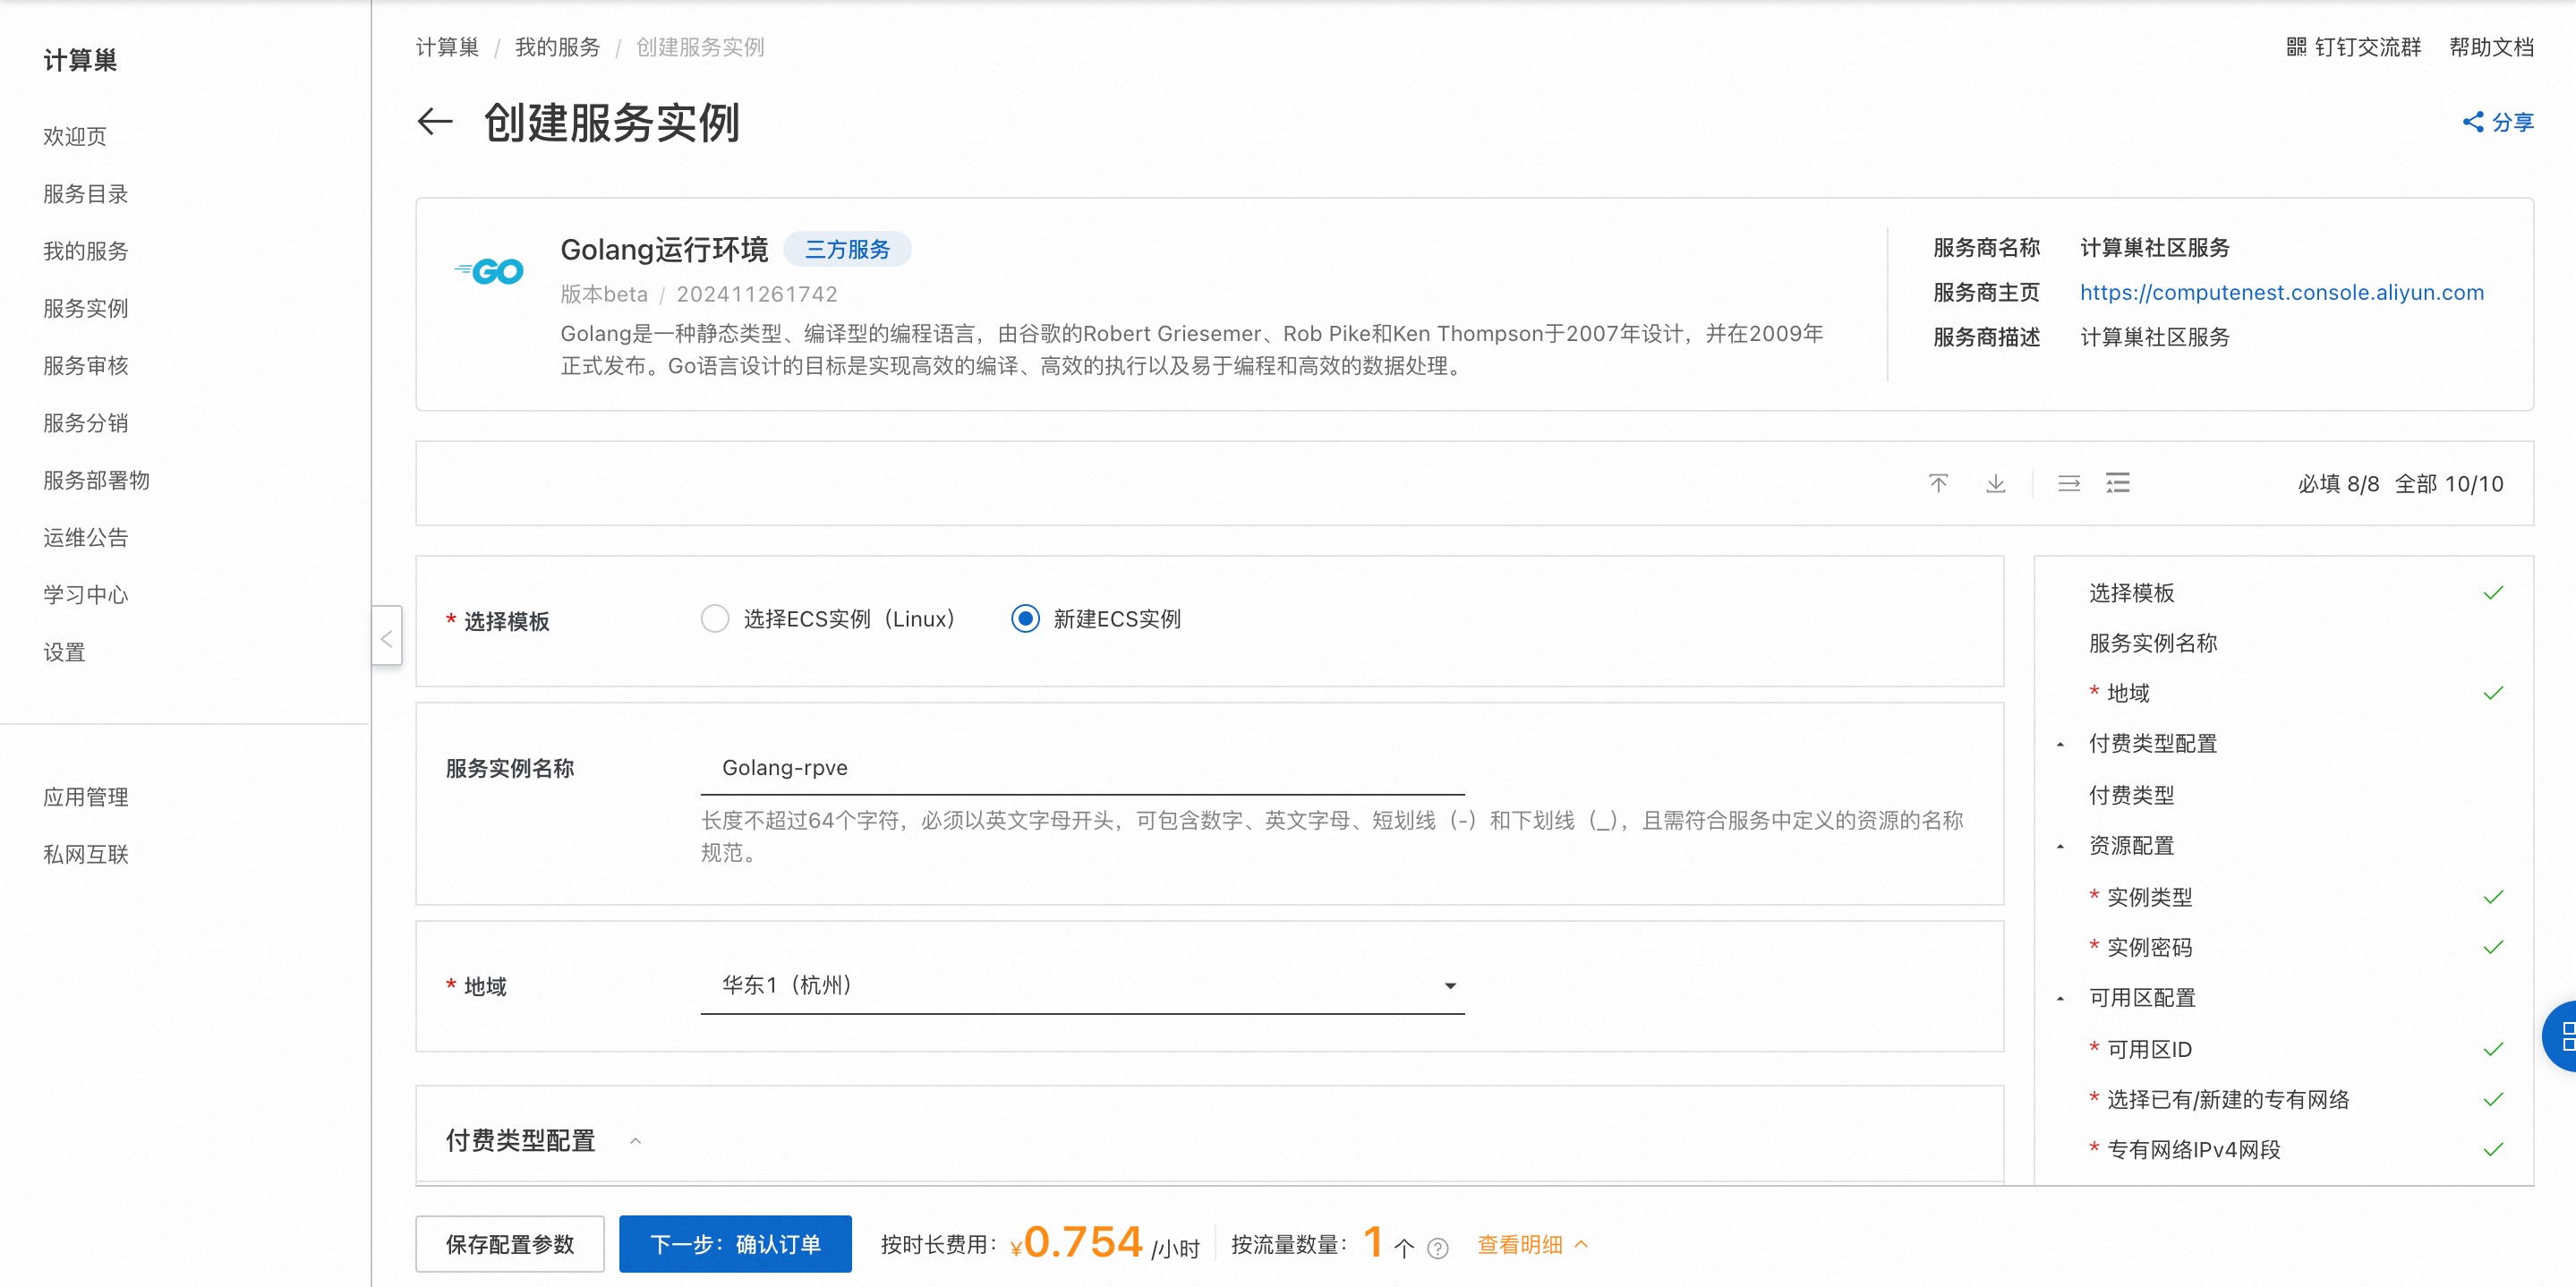 计算巢
欢迎页
服务目录
我的服务
服务实例
服务审核
服务分销
服务部署物
运维公告
学习中心
设置
应用管理
私网互联
计算巢 / 我的服务 / 创建服务实例
钉钉交流群 帮助文档
创建服务实例
分享
GO
Golang运行环境 三方服务
版本beta / 202411261742
Golang是一种静态类型、编译型的编程语言，由谷歌的Robert Griesemer、Rob Pike和Ken Thompson于2007年设计，并在2009年
正式发布。Go语言设计的目标是实现高效的编译、高效的执行以及易于编程和高效的数据处理。
服务商名称 计算巢社区服务
服务商主页 https://computenest.console.aliyun.com
服务商描述 计算巢社区服务
必填 8/8 全部 10/10
* 选择模板 选择ECS实例（Linux） 新建ECS实例
服务实例名称 Golang-rpve
长度不超过64个字符，必须以英文字母开头，可包含数字、英文字母、短划线（-）和下划线（_），且需符合服务中定义的资源的名称
规范。
* 地域 华东1（杭州）
付费类型配置
选择模板
服务实例名称
* 地域
付费类型配置
付费类型
资源配置
* 实例类型
* 实例密码
可用区配置
* 可用区ID
* 选择已有/新建的专有网络
* 专有网络IPv4网段
保存配置参数 下一步：确认订单 按时长费用： ¥0.754 /小时 按流量数量： 1 个 ? 查看明细